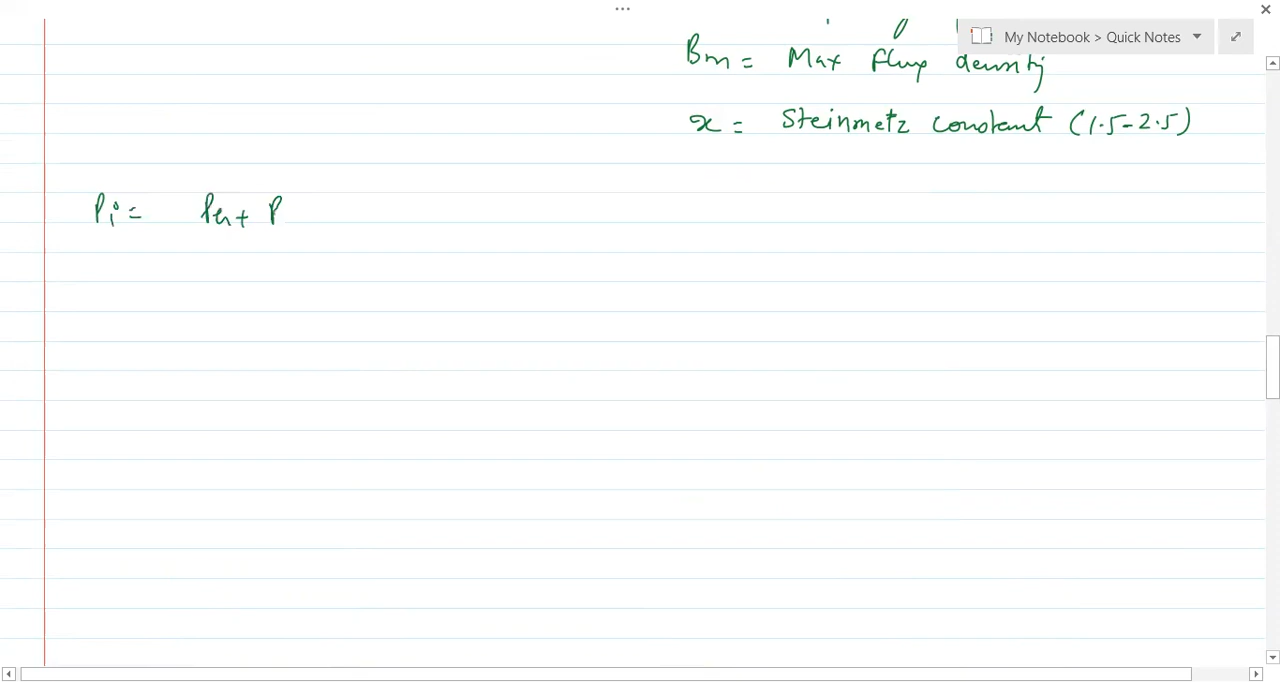 ...
My Notebook > Quick Notes
Bm = Max flux density
x = Steinmetz constant (1.5-2.5)
Pi = Ph + P